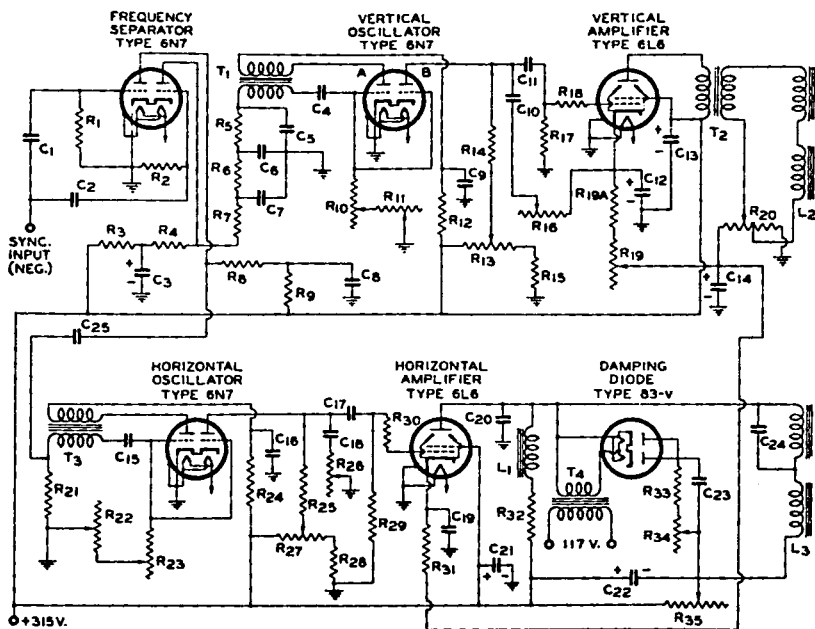 FREQUENCY
SEPARATOR
TYPE 6N7
VERTICAL
OSCILLATOR
TYPE 6N7
VERTICAL
AMPLIFIER
TYPE 6L6
T1
A
B
C4
C11
C10
R18
R17
T2
C1
R1
R2
C2
R5
C5
R6
C6
R7
C7
R10
R11
R14
C9
R12
R16
C12
C13
R19A
R19
R20
L2
SYNC.
INPUT
(NEG.)
R3
R4
C3
R8
R9
C8
R13
R15
C14
C25
HORIZONTAL
OSCILLATOR
TYPE 6N7
HORIZONTAL
AMPLIFIER
TYPE 6L6
DAMPING
DIODE
TYPE 83-V
T3
C15
C16
C17
C18
R26
R30
C20
L1
T4
C24
R21
R22
R23
R24
R25
R27
R28
R29
C19
R31
C21
R32
117 V.
R33
C23
R34
L3
C22
R35
+315V.